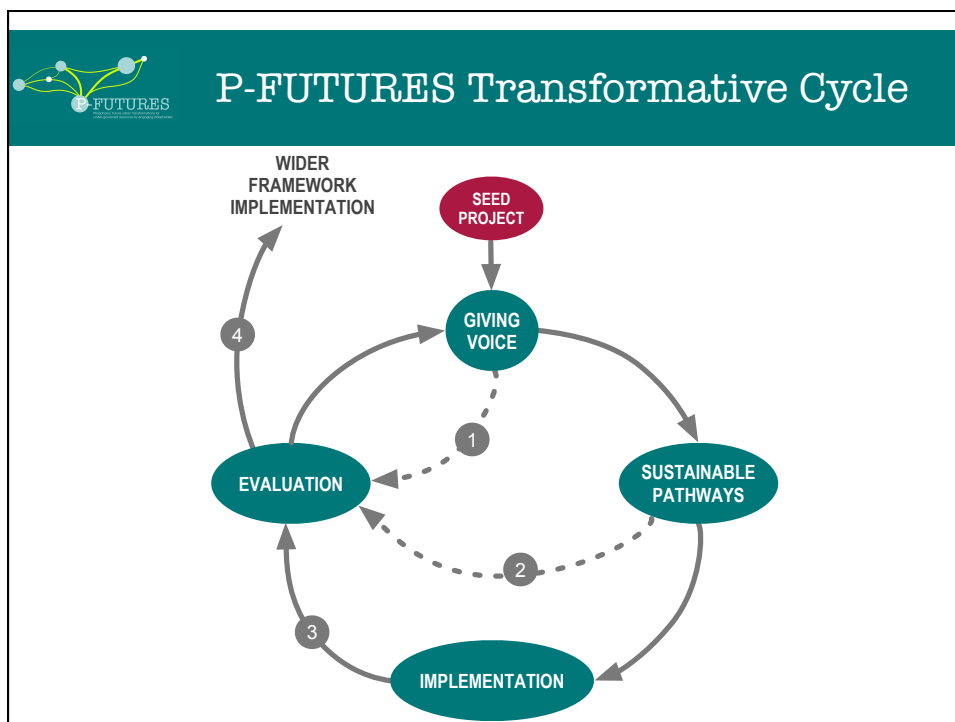 P-FUTURES Transformative Cycle
P-FUTURES
WIDER
FRAMEWORK
IMPLEMENTATION
SEED
PROJECT
GIVING
VOICE
4
1
EVALUATION
SUSTAINABLE
PATHWAYS
2
3
IMPLEMENTATION